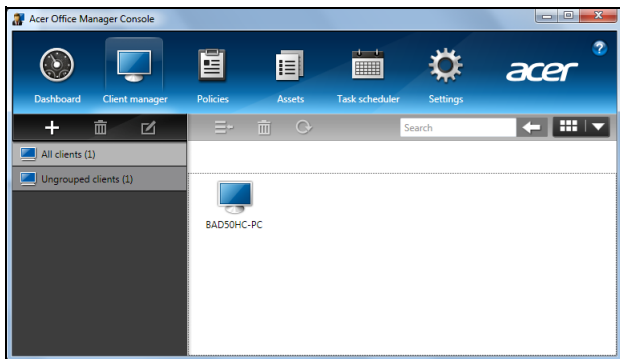 Acer Office Manager Console
acer
?
Dashboard
Client manager
Policies
Assets
Task scheduler
Settings
Search
All clients (1)
Ungrouped clients (1)
BAD50HC-PC